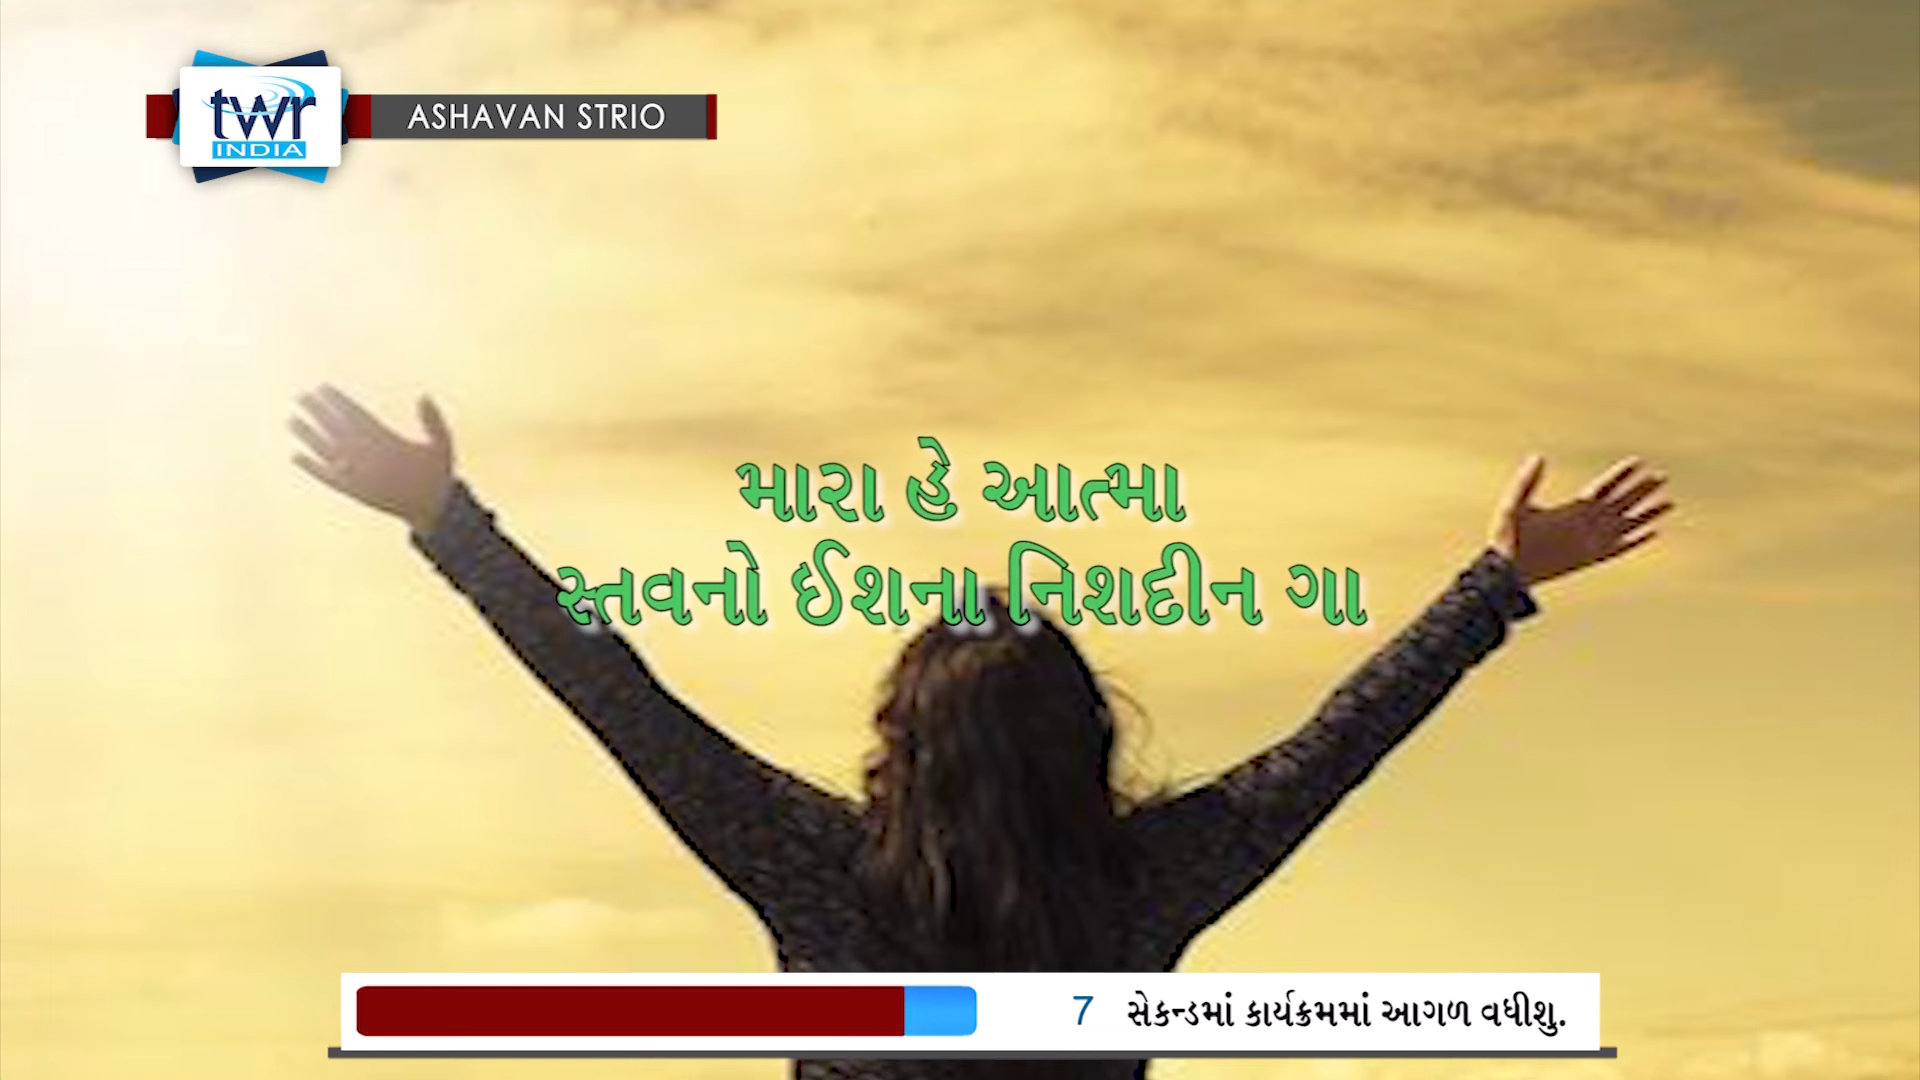 twr
INDIA
ASHAVAN STRIO
મારા હે આત્મા
સ્તવનો ઈશના નિશદીન ગા
7 સેકન્ડમાં કાર્યક્રમમાં આગળ વધીશુ.